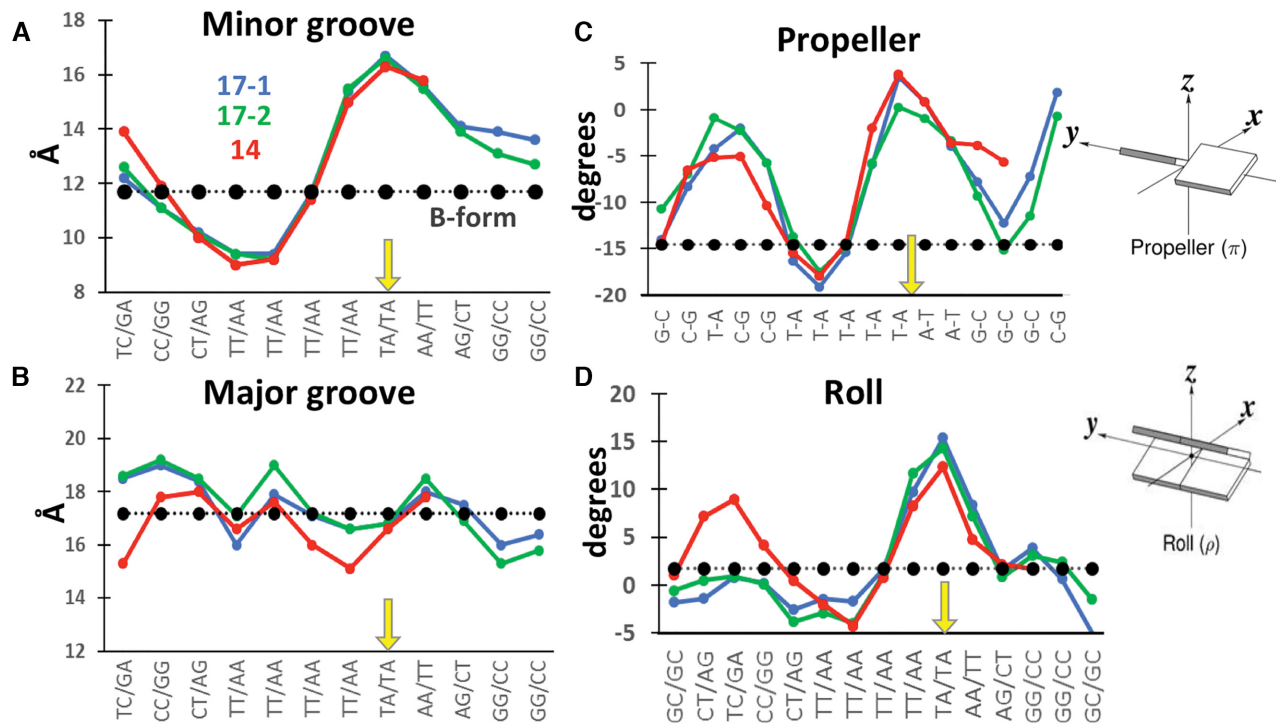 A
Minor groove
18
16
14
12
10
8
Å
17-1
17-2
14
B-form
TC/GA
CC/GG
CT/AG
TT/AA
TT/AA
TT/AA
TT/AA
TA/TA
AA/TT
AG/CT
GG/CC
GG/CC
B
Major groove
22
20
18
16
14
12
Å
TC/GA
CC/GG
CT/AG
TT/AA
TT/AA
TT/AA
TT/AA
TA/TA
AA/TT
AG/CT
GG/CC
GG/CC
C
Propeller
5
0
-5
-10
-15
-20
degrees
G-C
C-G
T-A
C-G
C-G
T-A
T-A
T-A
T-A
T-A
A-T
A-T
G-C
G-C
G-C
C-G
z
x
y
Propeller (π)
D
Roll
20
15
10
5
0
-5
degrees
GC/GC
CT/AG
TC/GA
CC/GG
CT/AG
TT/AA
TT/AA
TT/AA
TT/AA
TA/TA
AA/TT
AG/CT
GG/CC
GG/CC
GC/GC
z
x
y
Roll (ρ)